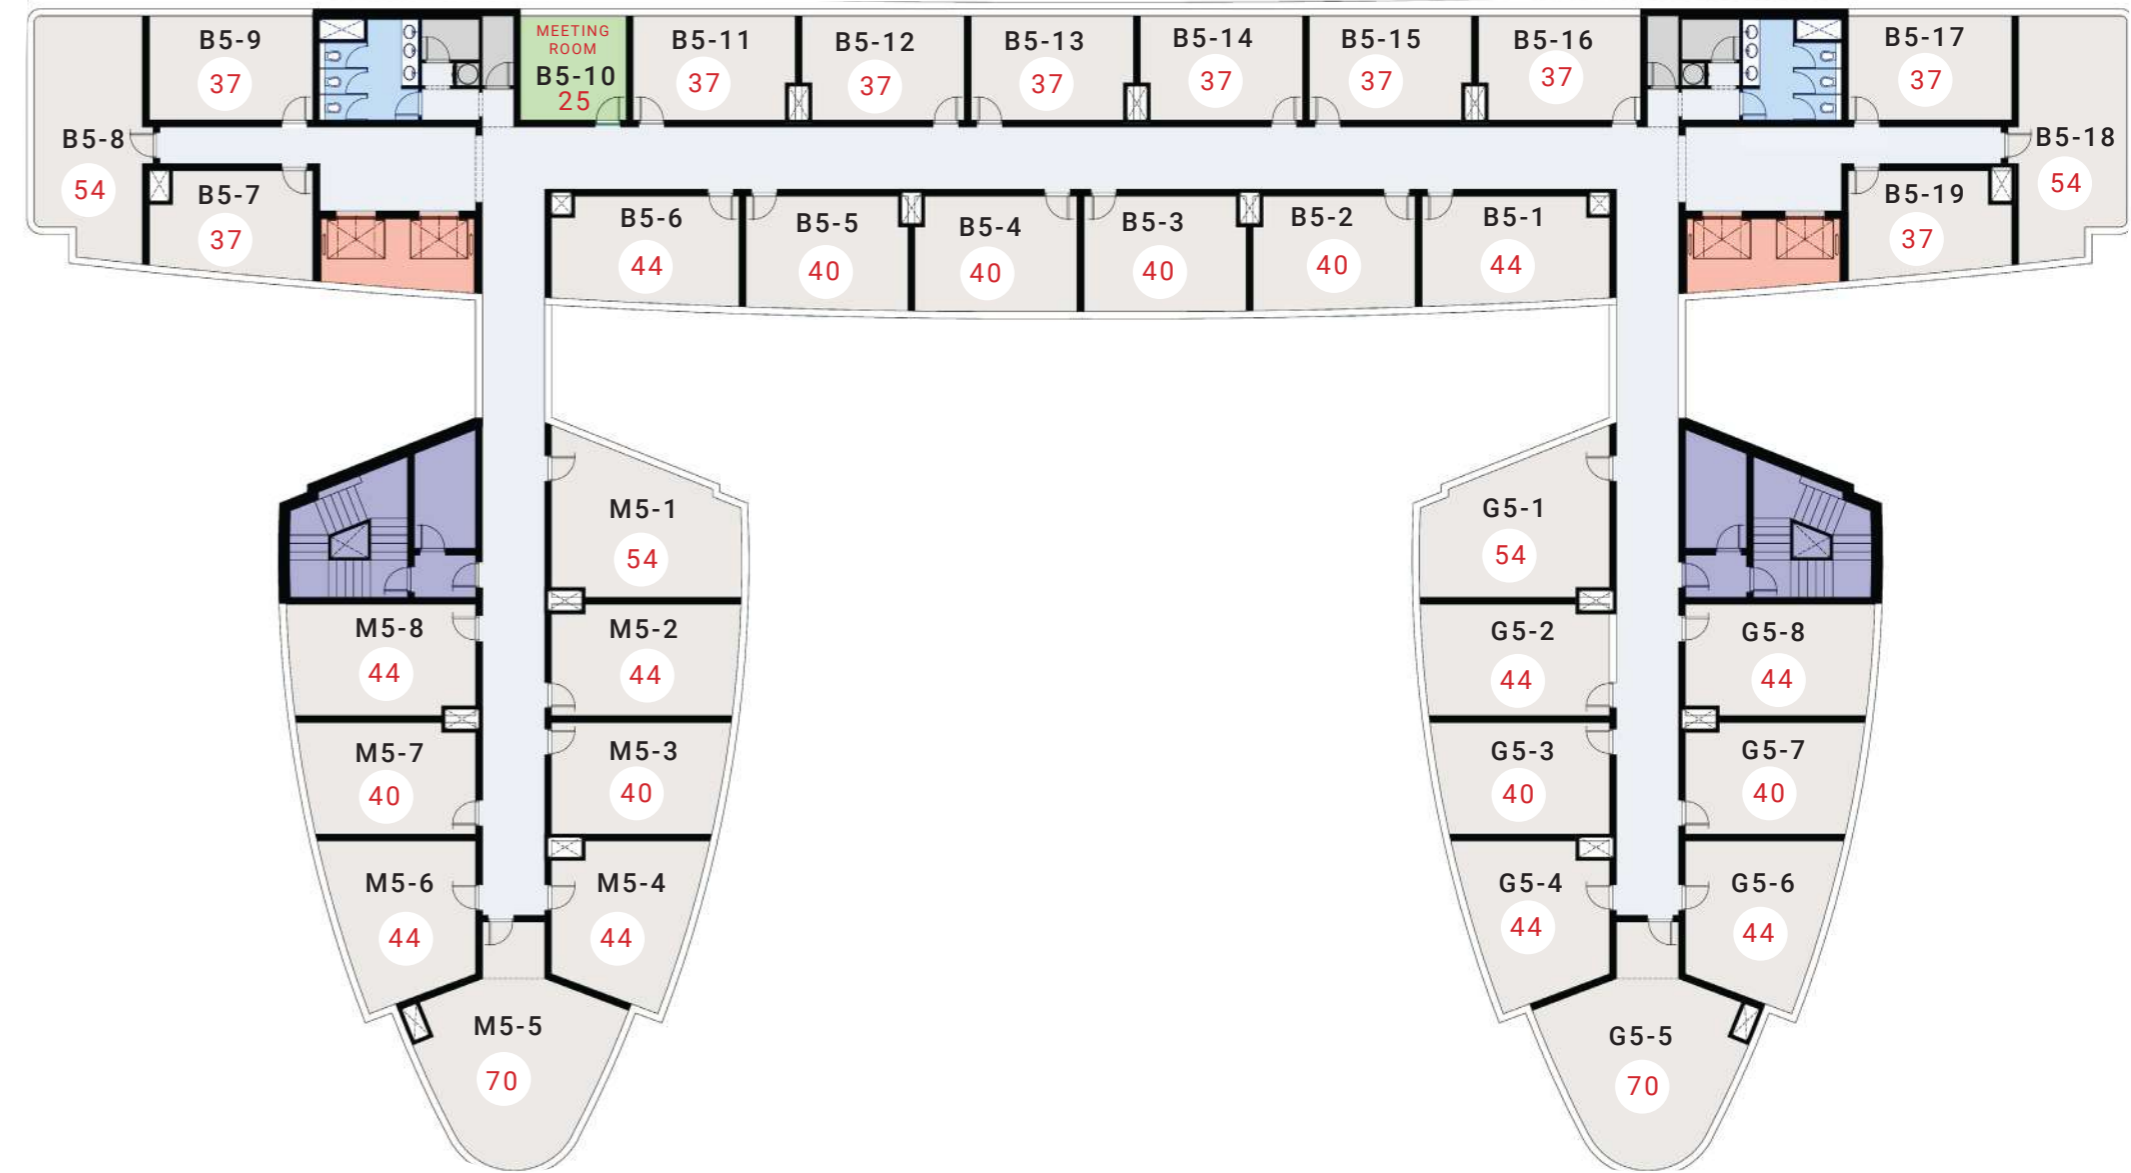 B5-8
54
B5-9
37
B5-7
37
MEETING
ROOM
B5-10
25
B5-11
37
B5-12
37
B5-13
37
B5-14
37
B5-15
37
B5-16
37
B5-17
37
B5-18
54
B5-19
37
B5-6
44
B5-5
40
B5-4
40
B5-3
40
B5-2
40
B5-1
44
M5-1
54
M5-8
44
M5-2
44
M5-7
40
M5-3
40
M5-6
44
M5-4
44
M5-5
70
G5-1
54
G5-2
44
G5-8
44
G5-3
40
G5-7
40
G5-4
44
G5-6
44
G5-5
70